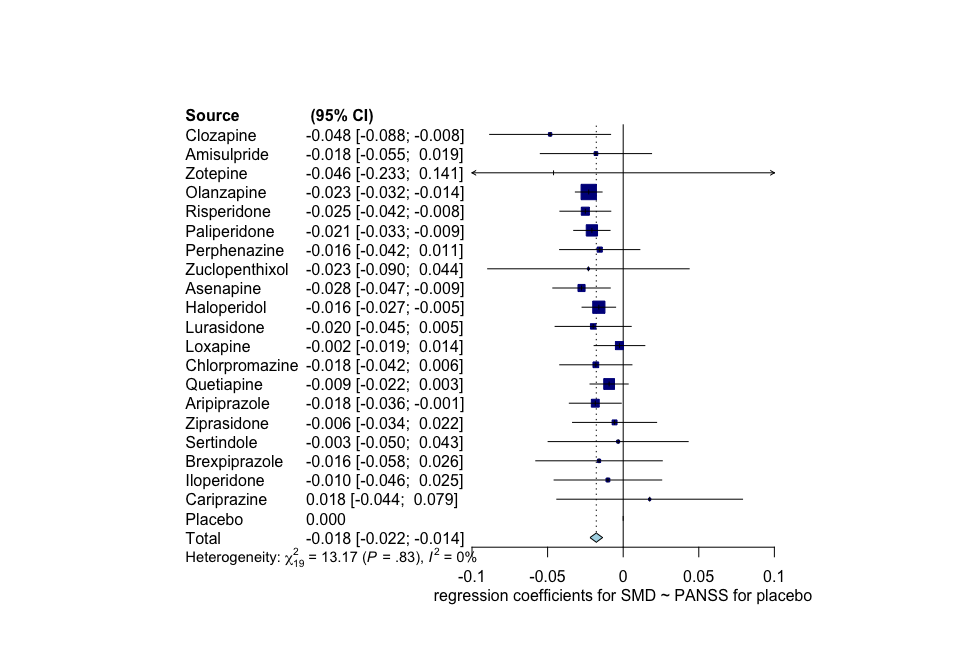 Source (95% CI)
Clozapine -0.048 [-0.088; -0.008]
Amisulpride -0.018 [-0.055; 0.019]
Zotepine -0.046 [-0.233; 0.141]
Olanzapine -0.023 [-0.032; -0.014]
Risperidone -0.025 [-0.042; -0.008]
Paliperidone -0.021 [-0.033; -0.009]
Perphenazine -0.016 [-0.042; 0.011]
Zuclopenthixol -0.023 [-0.090; 0.044]
Asenapine -0.028 [-0.047; -0.009]
Haloperidol -0.016 [-0.027; -0.005]
Lurasidone -0.020 [-0.045; 0.005]
Loxapine -0.002 [-0.019; 0.014]
Chlorpromazine -0.018 [-0.042; 0.006]
Quetiapine -0.009 [-0.022; 0.003]
Aripiprazole -0.018 [-0.036; -0.001]
Ziprasidone -0.006 [-0.034; 0.022]
Sertindole -0.003 [-0.050; 0.043]
Brexpiprazole -0.016 [-0.058; 0.026]
Iloperidone -0.010 [-0.046; 0.025]
Cariprazine 0.018 [-0.044; 0.079]
Placebo 0.000
Total -0.018 [-0.022; -0.014]
Heterogeneity: χ²₁₉ = 13.17 (P = .83), I² = 0%
-0.1 -0.05 0 0.05 0.1
regression coefficients for SMD ~ PANSS for placebo